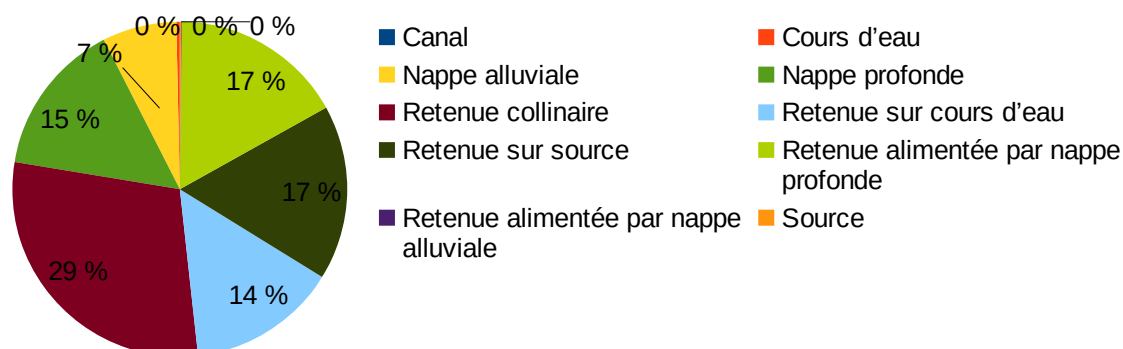 0 % 0 % 0 %
7 %
17 %
15 %
17 %
29 %
14 %
Canal
Cours d’eau
Nappe alluviale
Nappe profonde
Retenue collinaire
Retenue sur cours d’eau
Retenue sur source
Retenue alimentée par nappe
profonde
Retenue alimentée par nappe
alluviale
Source